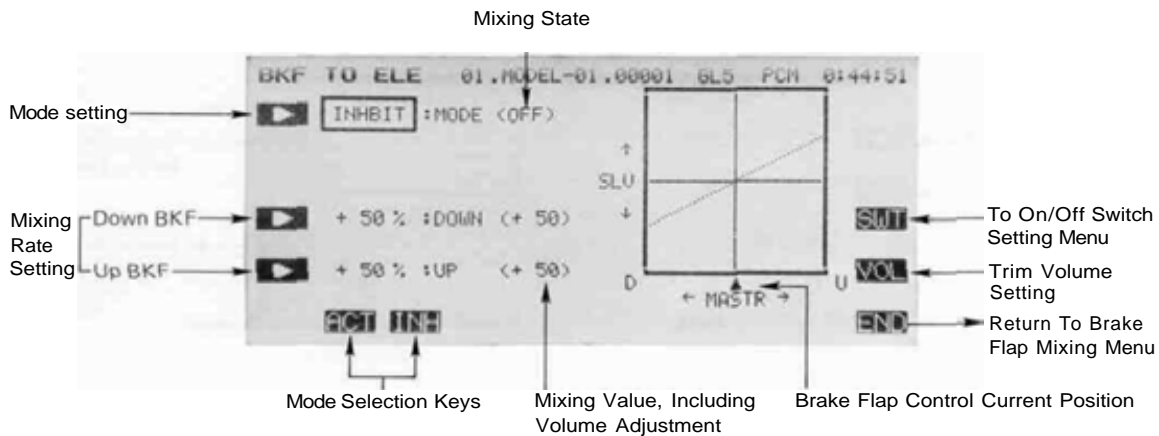 Mixing State
BKF TO ELE 01.MODEL-01.00001 GL5 PCM 0:44:51
Mode setting
INHBIT :MODE (OFF)
↑
SLV
↓
Mixing Rate Setting
Down BKF
+ 50 % :DOWN (+ 50)
SWT
To On/Off Switch
Setting Menu
Up BKF
+ 50 % :UP (+ 50)
D
← MASTR →
U
VOL
Trim Volume
Setting
ACT INH
END
Return To Brake
Flap Mixing Menu
Mode Selection Keys
Mixing Value, Including
Volume Adjustment
Brake Flap Control Current Position